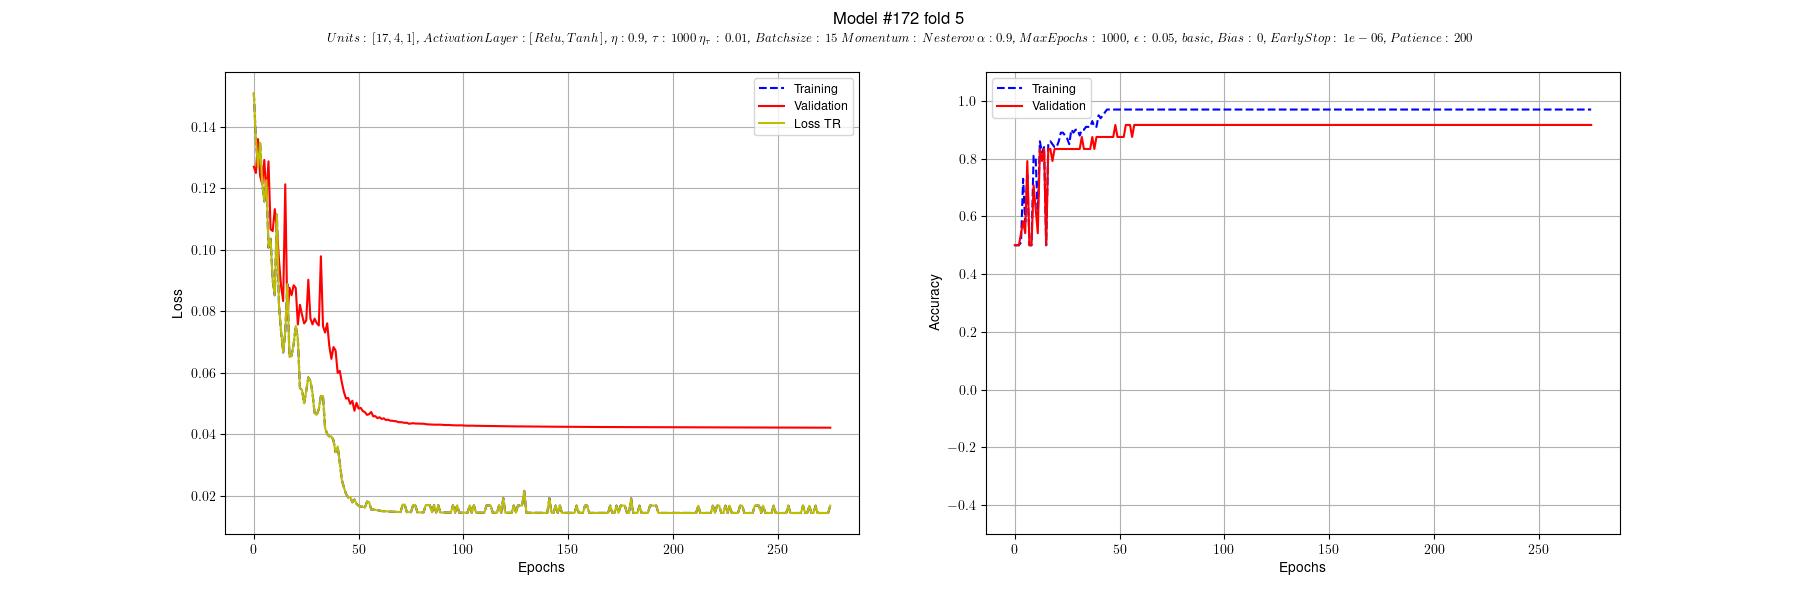 Model #172 fold 5
Units : [17, 4, 1], ActivationLayer : [Relu, Tanh], η : 0.9, τ : 1000 η_τ : 0.01, Batchsize : 15 Momentum : Nesterov α : 0.9, MaxEpochs : 1000, ϵ : 0.05, basic, Bias : 0, EarlyStop : 1e − 06, Patience : 200
Training
Validation
Loss TR
0.14
0.12
0.10
0.08
0.06
0.04
0.02
Loss
0
50
100
150
200
250
Epochs
Training
Validation
1.0
0.8
0.6
0.4
0.2
0.0
−0.2
−0.4
Accuracy
0
50
100
150
200
250
Epochs